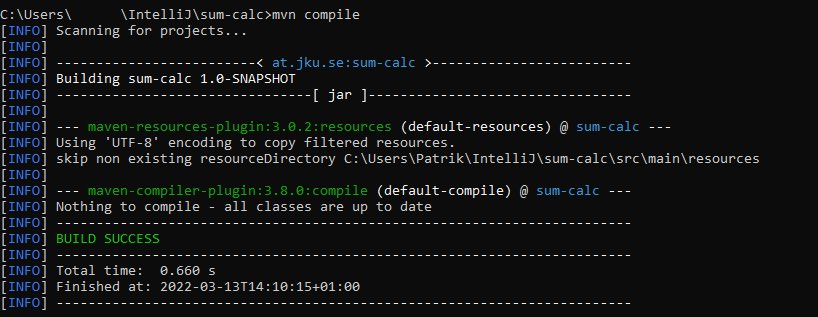 C:\Users\ \IntelliJ\sum-calc>mvn compile
[INFO] Scanning for projects...
[INFO]
[INFO] -------------------------< at.jku.se:sum-calc >-------------------------
[INFO] Building sum-calc 1.0-SNAPSHOT
[INFO] --------------------------------[ jar ]---------------------------------
[INFO]
[INFO] --- maven-resources-plugin:3.0.2:resources (default-resources) @ sum-calc ---
[INFO] Using 'UTF-8' encoding to copy filtered resources.
[INFO] skip non existing resourceDirectory C:\Users\Patrik\IntelliJ\sum-calc\src\main\resources
[INFO]
[INFO] --- maven-compiler-plugin:3.8.0:compile (default-compile) @ sum-calc ---
[INFO] Nothing to compile - all classes are up to date
[INFO] ------------------------------------------------------------------------
[INFO] BUILD SUCCESS
[INFO] ------------------------------------------------------------------------
[INFO] Total time:  0.660 s
[INFO] Finished at: 2022-03-13T14:10:15+01:00
[INFO] ------------------------------------------------------------------------